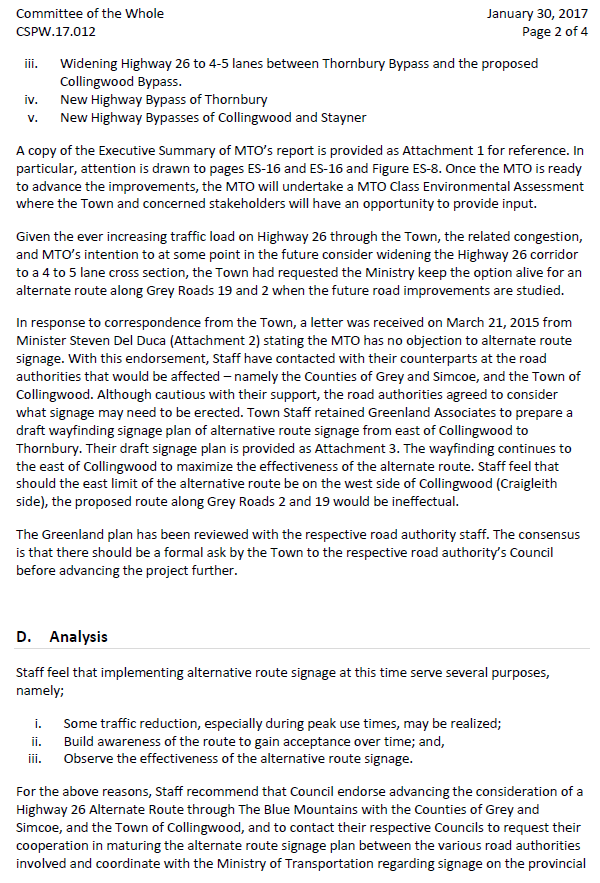 Committee of the Whole January 30, 2017
CSPW.17.012 Page 2 of 4
iii. Widening Highway 26 to 4-5 lanes between Thornbury Bypass and the proposed
Collingwood Bypass.
iv. New Highway Bypass of Thornbury
v. New Highway Bypasses of Collingwood and Stayner
A copy of the Executive Summary of MTO's report is provided as Attachment 1 for reference. In
particular, attention is drawn to pages ES-16 and ES-16 and Figure ES-8. Once the MTO is ready
to advance the improvements, the MTO will undertake a MTO Class Environmental Assessment
where the Town and concerned stakeholders will have an opportunity to provide input.
Given the ever increasing traffic load on Highway 26 through the Town, the related congestion,
and MTO's intention to at some point in the future consider widening the Highway 26 corridor
to a 4 to 5 lane cross section, the Town had requested the Ministry keep the option alive for an
alternate route along Grey Roads 19 and 2 when the future road improvements are studied.
In response to correspondence from the Town, a letter was received on March 21, 2015 from
Minister Steven Del Duca (Attachment 2) stating the MTO has no objection to alternate route
signage. With this endorsement, Staff have contacted with their counterparts at the road
authorities that would be affected – namely the Counties of Grey and Simcoe, and the Town of
Collingwood. Although cautious with their support, the road authorities agreed to consider
what signage may need to be erected. Town Staff retained Greenland Associates to prepare a
draft wayfinding signage plan of alternative route signage from east of Collingwood to
Thornbury. Their draft signage plan is provided as Attachment 3. The wayfinding continues to
the east of Collingwood to maximize the effectiveness of the alternate route. Staff feel that
should the east limit of the alternative route be on the west side of Collingwood (Craigleith
side), the proposed route along Grey Roads 2 and 19 would be ineffectual.
The Greenland plan has been reviewed with the respective road authority staff. The consensus
is that there should be a formal ask by the Town to the respective road authority's Council
before advancing the project further.
D. Analysis
Staff feel that implementing alternative route signage at this time serve several purposes,
namely;
i. Some traffic reduction, especially during peak use times, may be realized;
ii. Build awareness of the route to gain acceptance over time; and,
iii. Observe the effectiveness of the alternative route signage.
For the above reasons, Staff recommend that Council endorse advancing the consideration of a
Highway 26 Alternate Route through The Blue Mountains with the Counties of Grey and
Simcoe, and the Town of Collingwood, and to contact their respective Councils to request their
cooperation in maturing the alternate route signage plan between the various road authorities
involved and coordinate with the Ministry of Transportation regarding signage on the provincial